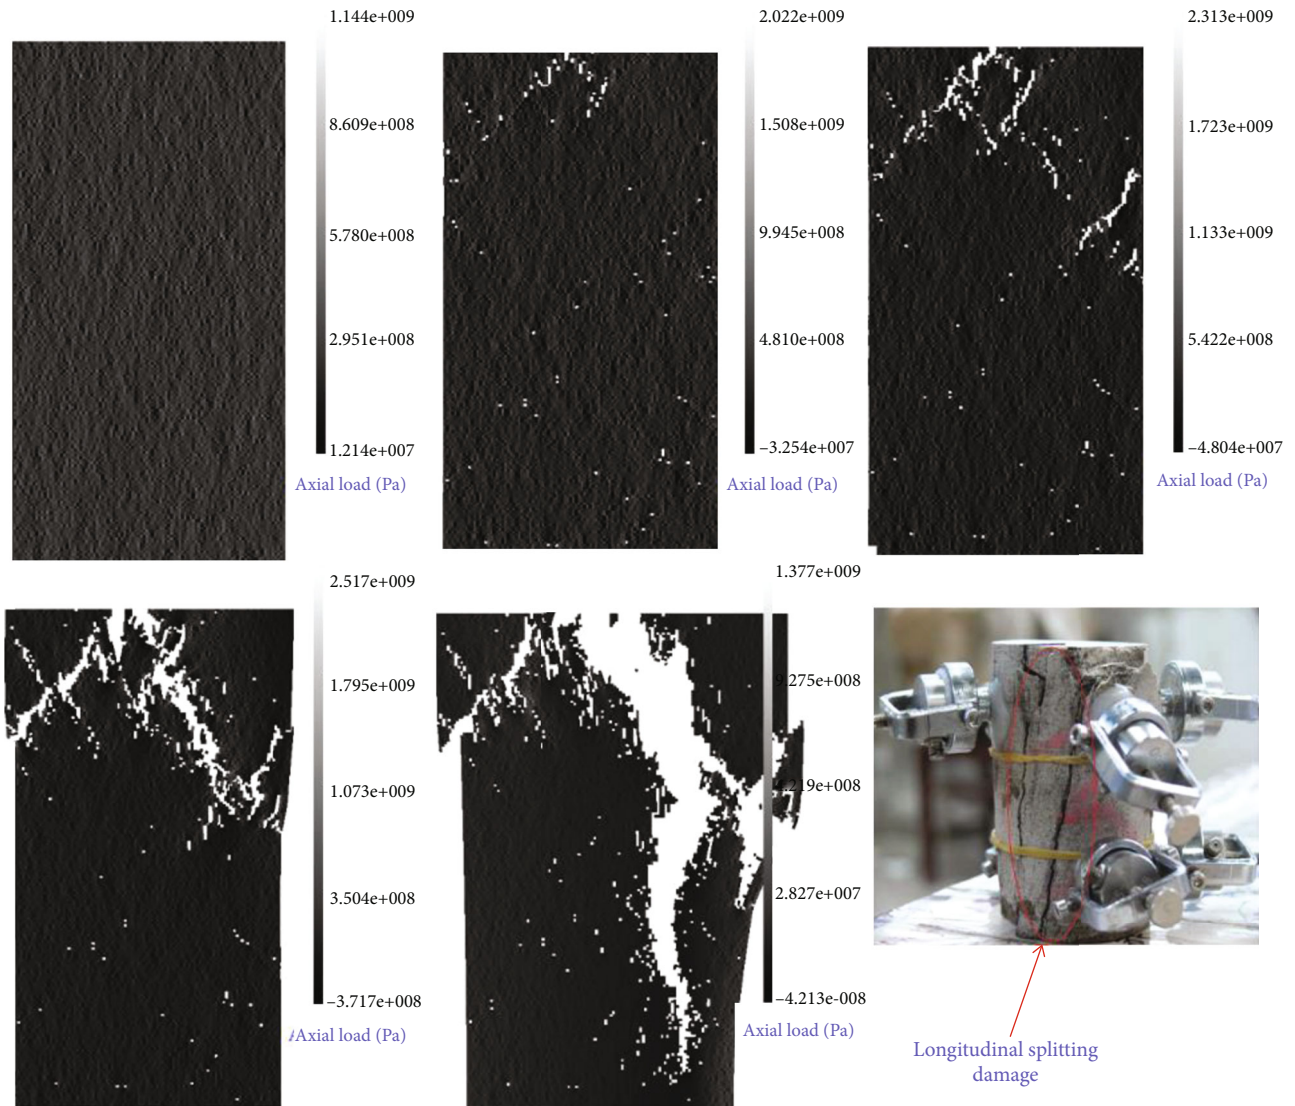 1.144e+009
8.609e+008
5.780e+008
2.951e+008
1.214e+007
Axial load (Pa)
2.022e+009
1.508e+009
9.945e+008
4.810e+008
−3.254e+007
Axial load (Pa)
2.313e+009
1.723e+009
1.133e+009
5.422e+008
−4.804e+007
Axial load (Pa)
2.517e+009
1.795e+009
1.073e+009
3.504e+008
−3.717e+008
Axial load (Pa)
1.377e+009
9.275e+008
4.219e+008
2.827e+007
−4.213e-008
Axial load (Pa)
Longitudinal splitting
damage